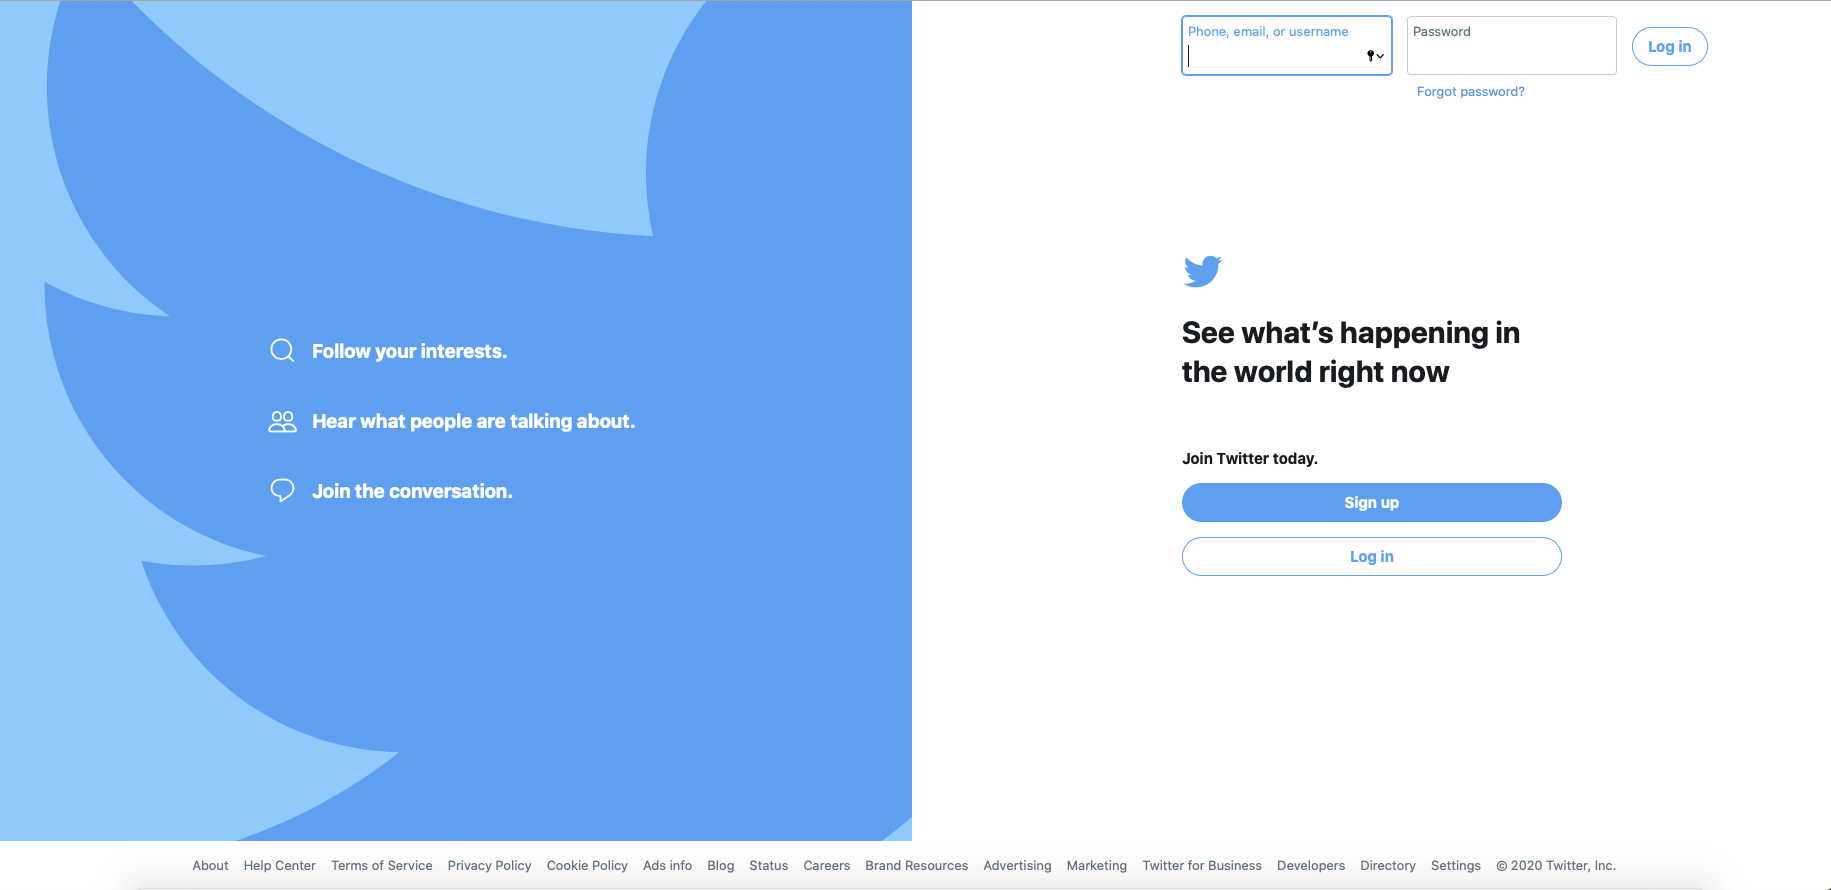 Phone, email, or username
Password
Log in
Forgot password?
Follow your interests.
Hear what people are talking about.
Join the conversation.
See what’s happening in
the world right now
Join Twitter today.
Sign up
Log in
About Help Center Terms of Service Privacy Policy Cookie Policy Ads info Blog Status Careers Brand Resources Advertising Marketing Twitter for Business Developers Directory Settings © 2020 Twitter, Inc.